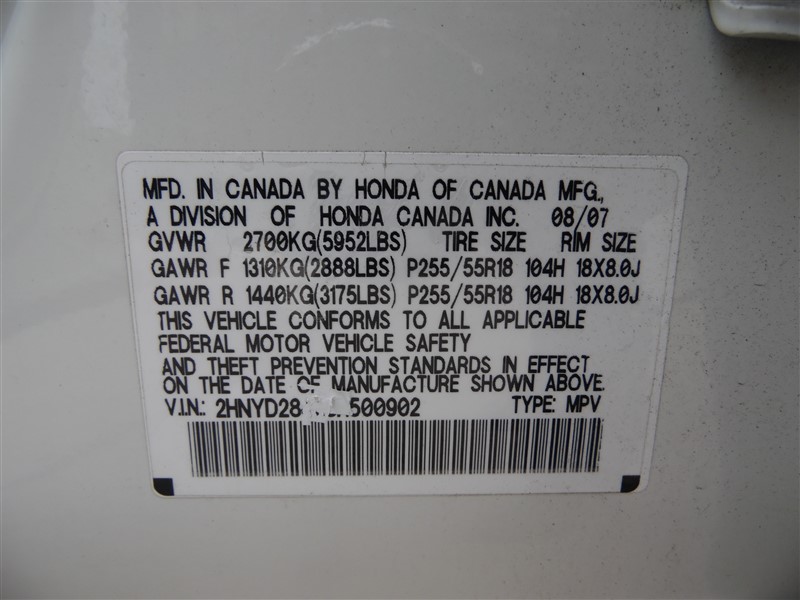 MFD. IN CANADA BY HONDA OF CANADA MFG.,
A DIVISION OF HONDA CANADA INC. 08/07
GVWR 2700KG(5952LBS) TIRE SIZE RIM SIZE
GAWR F 1310KG(2888LBS) P255/55R18 104H 18X8.0J
GAWR R 1440KG(3175LBS) P255/55R18 104H 18X8.0J
THIS VEHICLE CONFORMS TO ALL APPLICABLE
FEDERAL MOTOR VEHICLE SAFETY
AND THEFT PREVENTION STANDARDS IN EFFECT
ON THE DATE OF MANUFACTURE SHOWN ABOVE.
V.I.N.: TYPE: MPV